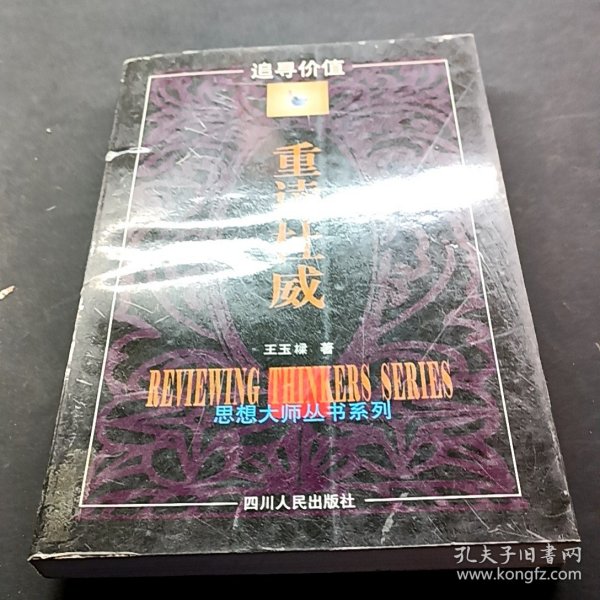 追寻价值
重读杜威
王玉樑 著
REVIEWING THINKERS SERIES
思想大师丛书系列
四川人民出版社
孔夫子旧书网
www.kongfz.com